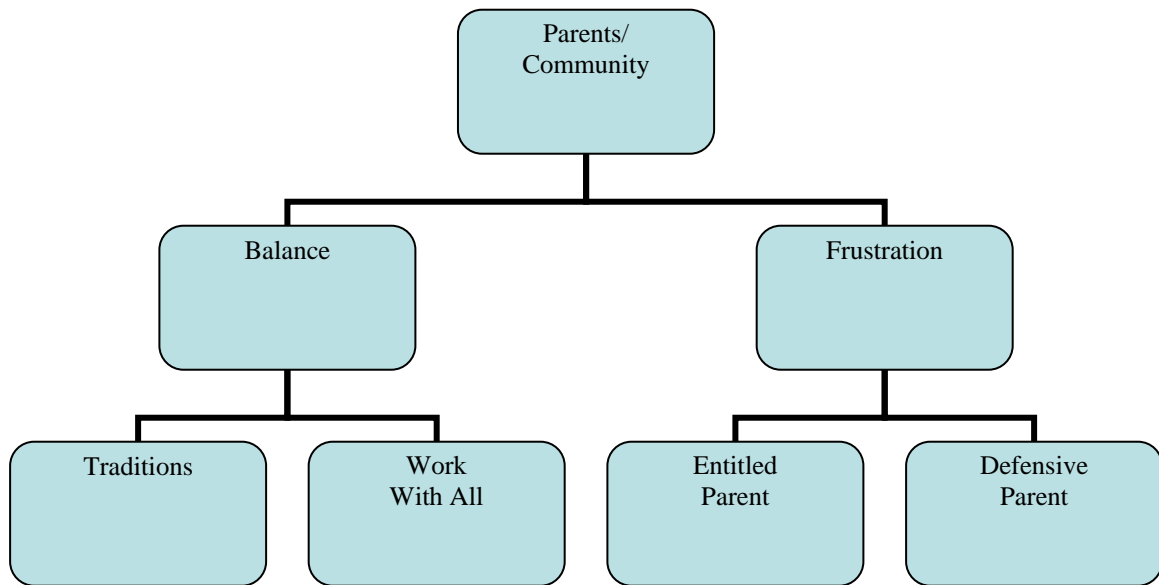 Parents/
Community
Balance
Frustration
Traditions
Work
With All
Entitled
Parent
Defensive
Parent